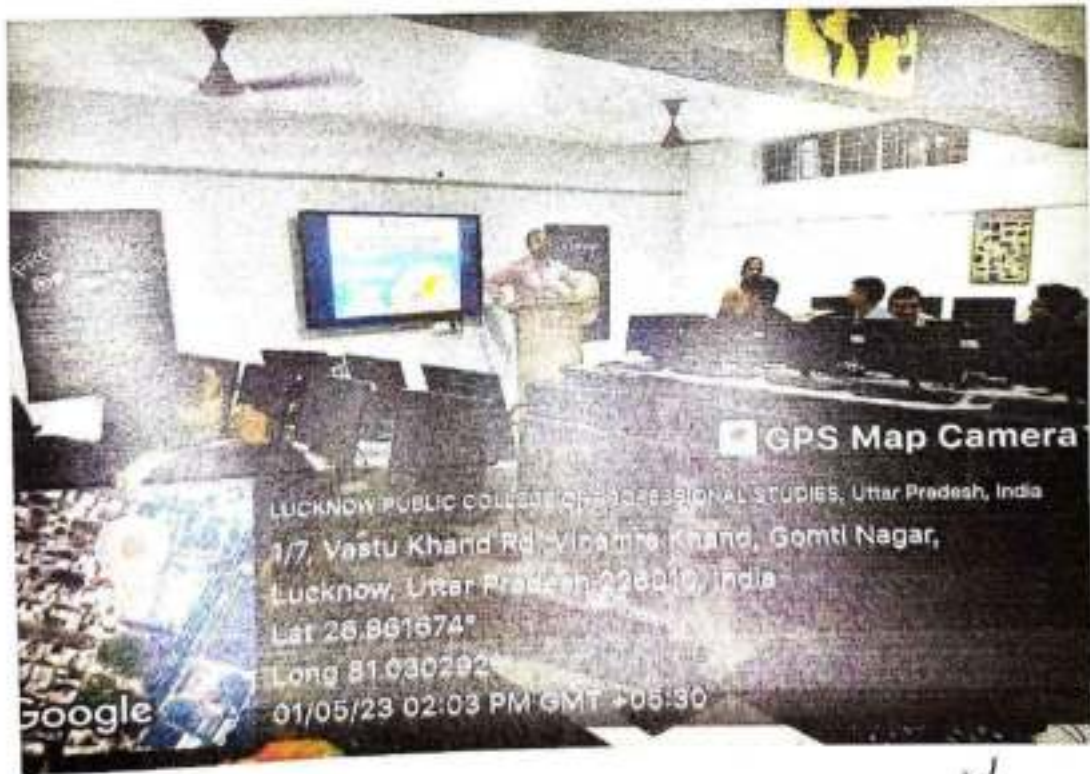 GPS Map Camera
LUCKNOW PUBLIC COLLEGE OF PROFESSIONAL STUDIES, Uttar Pradesh, India
1/7, Vastu Khand Rd, Vinamra Khand, Gomti Nagar,
Lucknow, Uttar Pradesh 226010, India
Lat 26.861674°
Long 81.030292°
01/05/23 02:03 PM GMT +05:30
Google